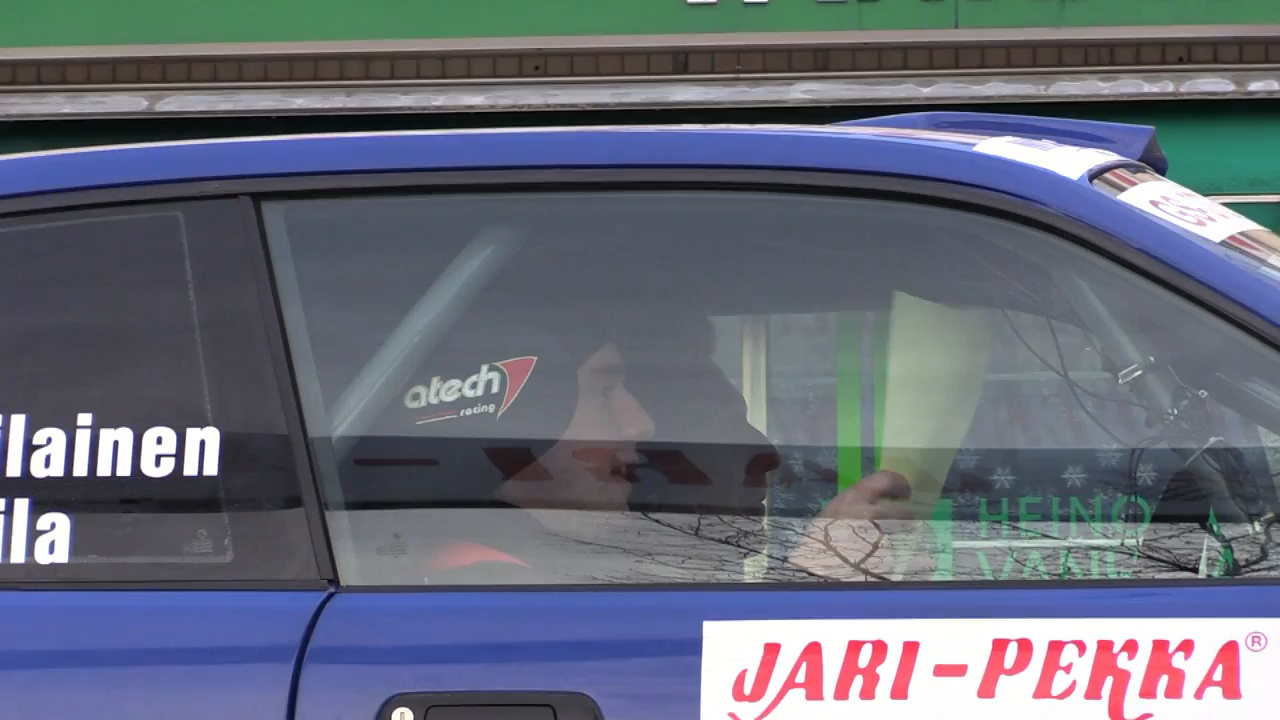 atech
racing
ilainen
ila
HEINO
JARI-PEKKA®